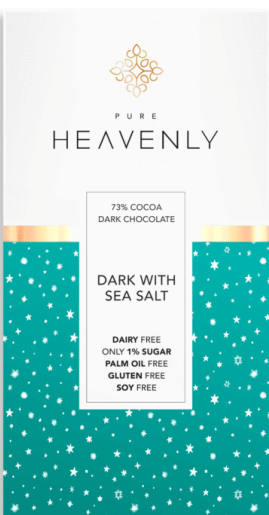 PURE
HEAVENLY
73% COCOA
DARK CHOCOLATE
DARK WITH
SEA SALT
DAIRY FREE
ONLY 1% SUGAR
PALM OIL FREE
GLUTEN FREE
SOY FREE